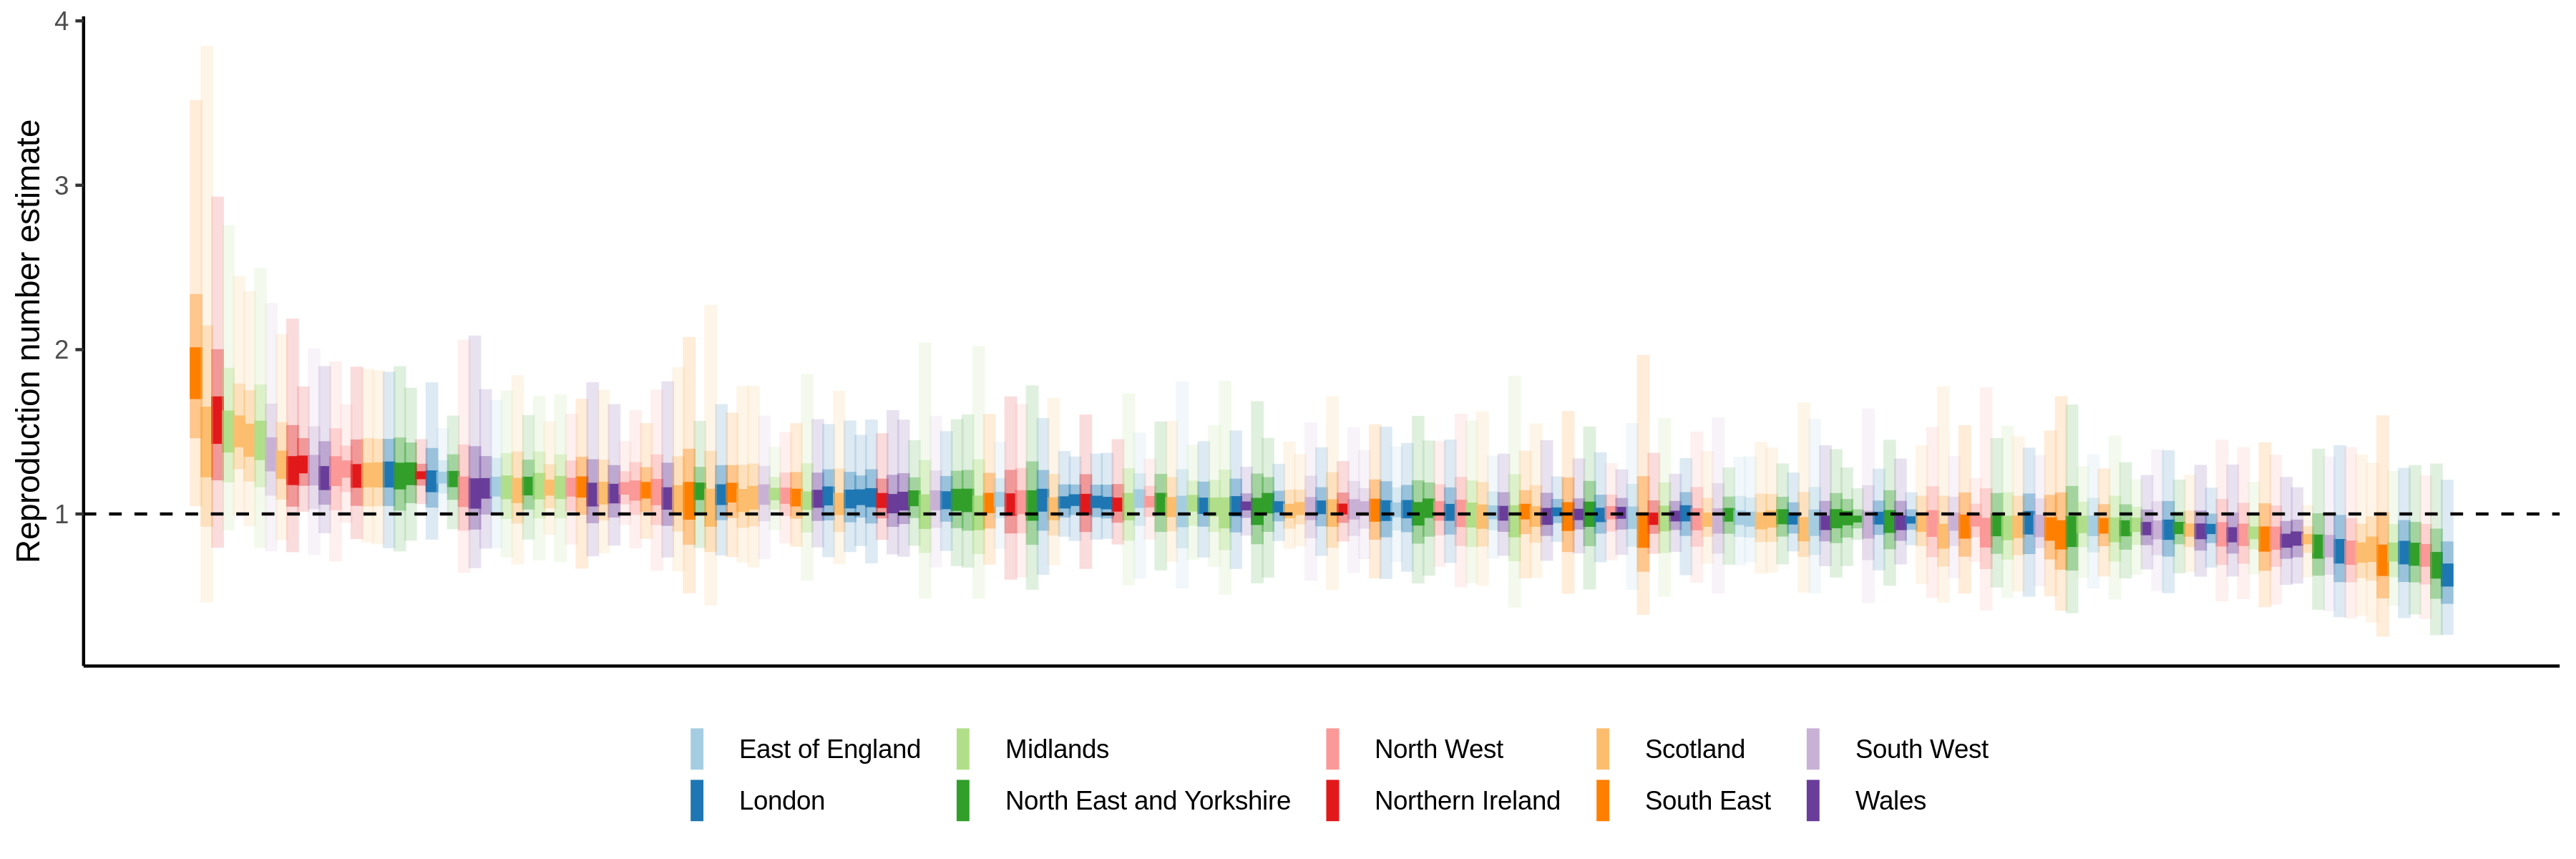 4
3
2
1
Reproduction number estimate
East of England
Midlands
North West
Scotland
South West
London
North East and Yorkshire
Northern Ireland
South East
Wales